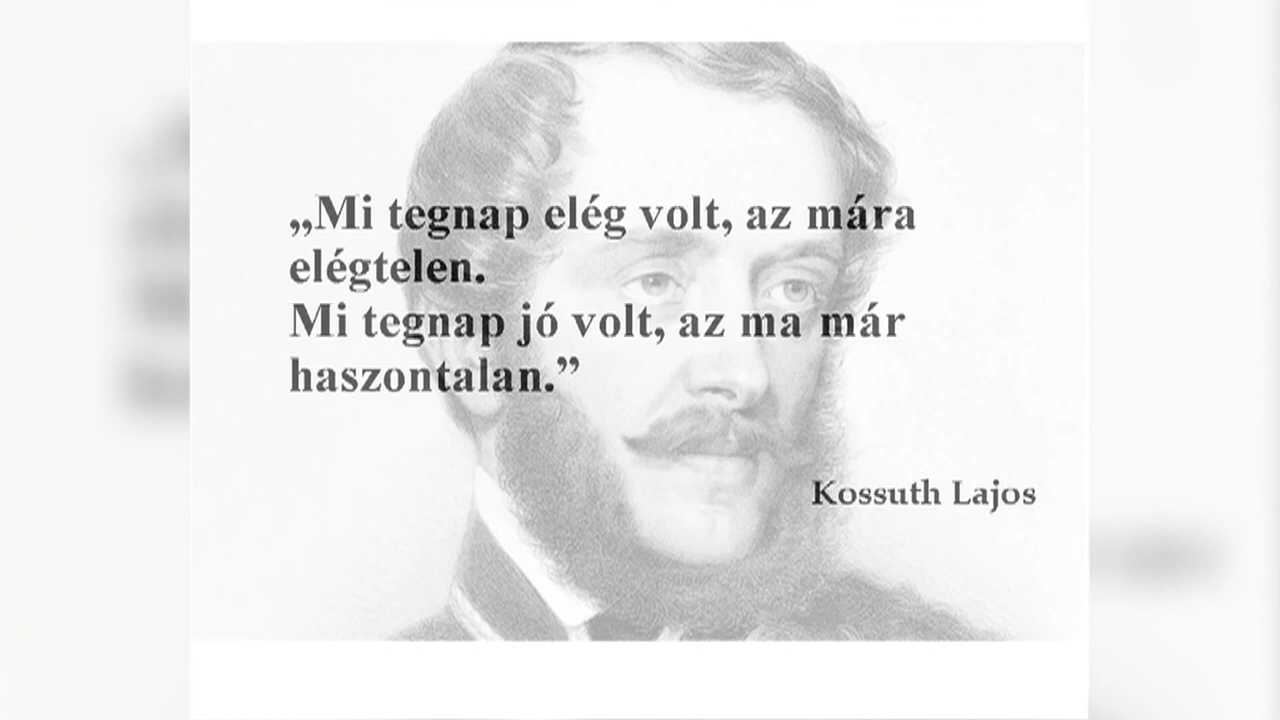 „Mi tegnap elég volt, az mára
elégtelen.
Mi tegnap jó volt, az ma már
haszontalan.”
Kossuth Lajos